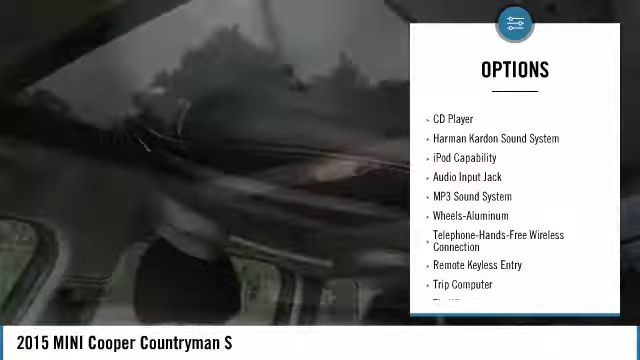 OPTIONS
CD Player
Harman Kardon Sound System
iPod Capability
Audio Input Jack
MP3 Sound System
Wheels-Aluminum
Telephone-Hands-Free Wireless
Connection
Remote Keyless Entry
Trip Computer
2015 MINI Cooper Countryman S